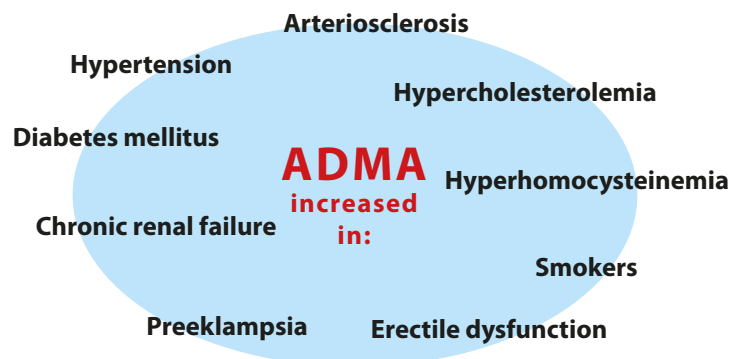 Arteriosclerosis
Hypertension
Hypercholesterolemia
Diabetes mellitus
ADMA
increased
in:
Hyperhomocysteinemia
Chronic renal failure
Smokers
Preeklampsia
Erectile dysfunction